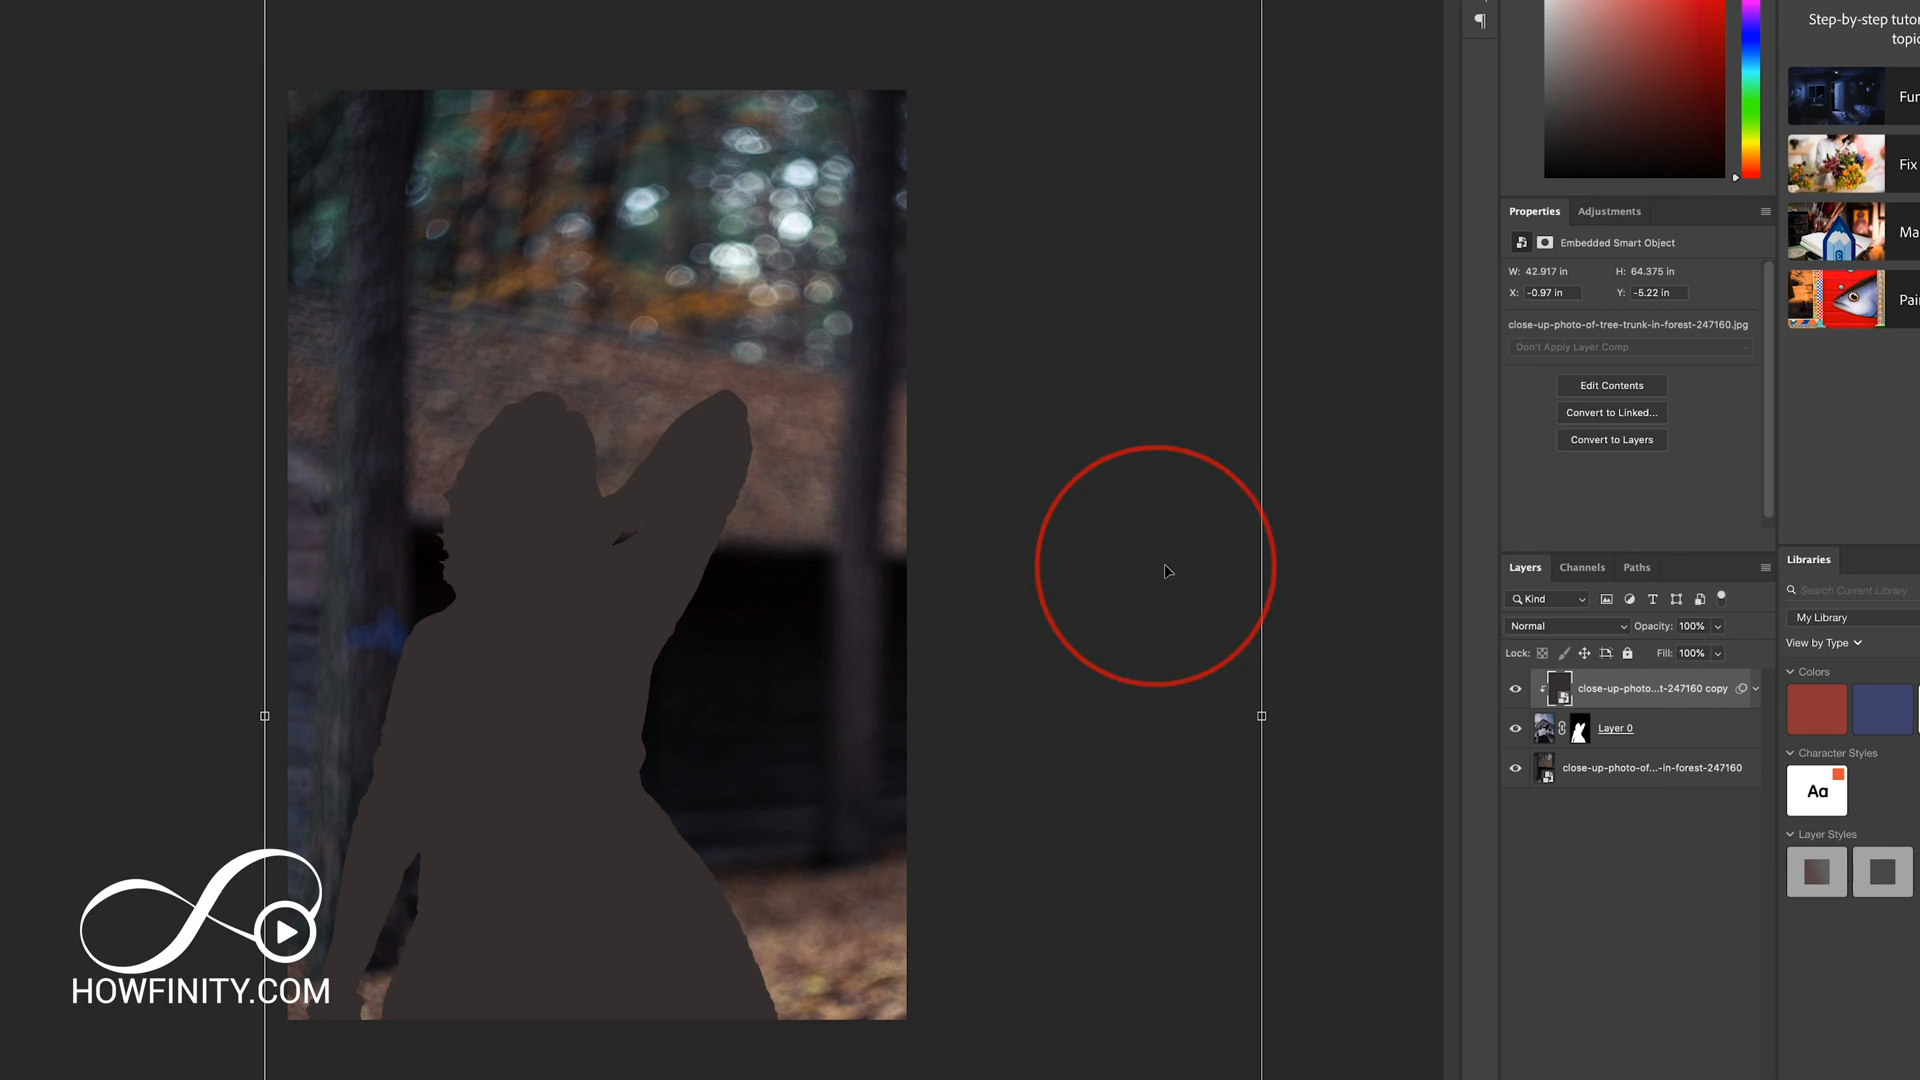 Step-by-step tutor
topic
Fur
Fix
Ma
Pai
Properties
Adjustments
Embedded Smart Object
W: 42.917 in
H: 64.375 in
X: -0.97 in
Y: -5.22 in
close-up-photo-of-tree-trunk-in-forest-247160.jpg
Don't Apply Layer Comp
Edit Contents
Convert to Linked...
Convert to Layers
Layers
Channels
Paths
Kind
Normal
Opacity: 100%
Lock:
Fill: 100%
close-up-photo...t-247160 copy
Layer 0
close-up-photo-of...-in-forest-247160
Libraries
Search Current Library
My Library
View by Type
Colors
Character Styles
Aa
Layer Styles
HOWFINITY.COM